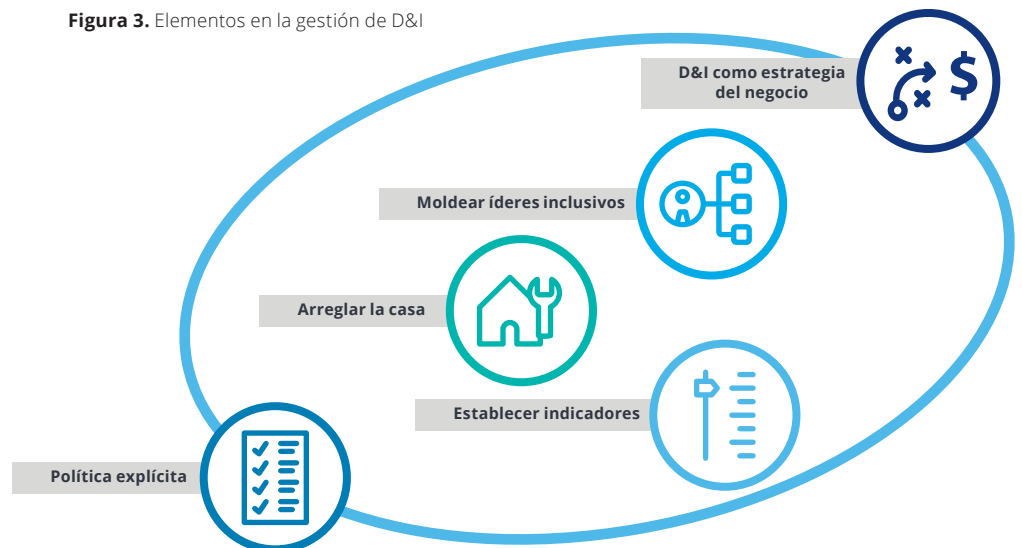 Figura 3. Elementos en la gestión de D&I
D&I como estrategia
del negocio
$
Moldear íderes inclusivos
Arreglar la casa
Establecer indicadores
Política explícita